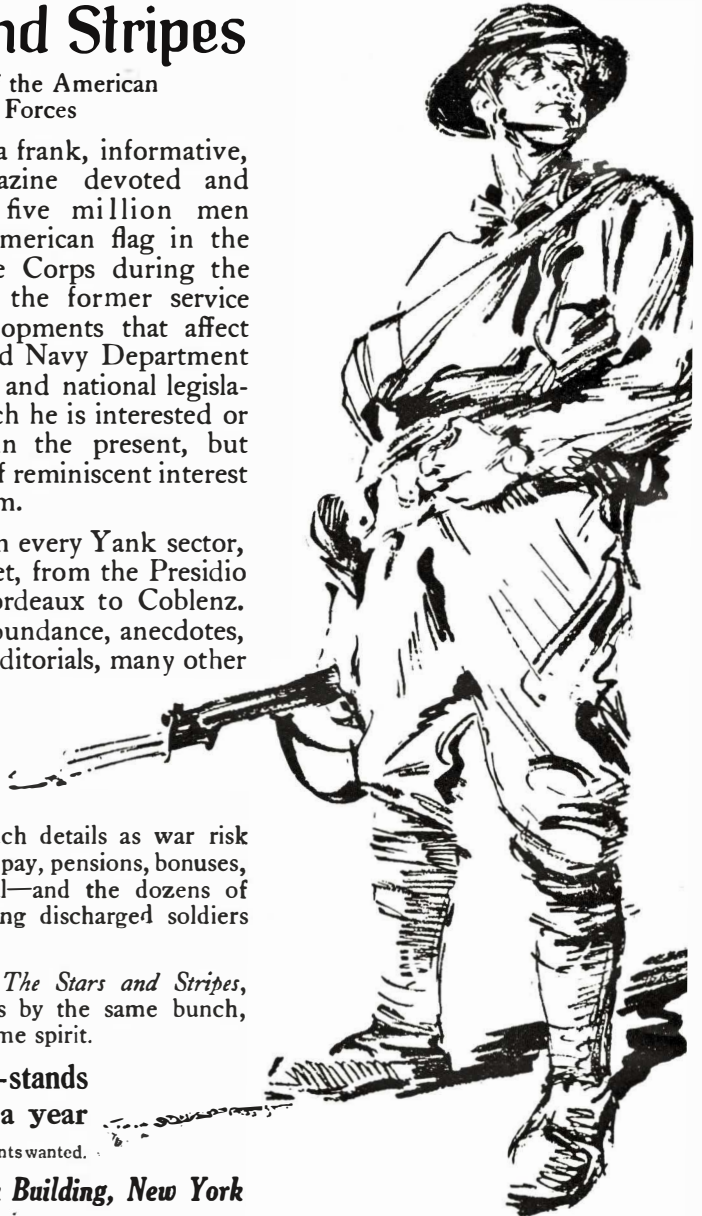 nd Stripes
the American
Forces
a frank, informative,
azine devoted and
five million men
merican flag in the
e Corps during the
the former service
opments that affect
d Navy Department
and national legisla-
ch he is interested or
n the present, but
f reminiscent interest
m.
n every Yank sector,
et, from the Presidio
ordeaux to Coblenz.
oundance, anecdotes,
ditorials, many other
ch details as war risk
pay, pensions, bonuses,
l—and the dozens of
ng discharged soldiers
The Stars and Stripes,
s by the same bunch,
me spirit.
-stands
a year
nts wanted.
Building, New York